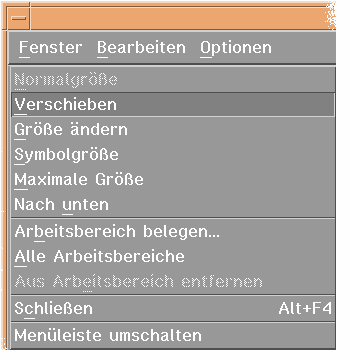 Fenster Bearbeiten Optionen
Normalgröße
Verschieben
Größe ändern
Symbolgröße
Maximale Größe
Nach unten
Arbeitsbereich belegen...
Alle Arbeitsbereiche
Aus Arbeitsbereich entfernen
Schließen Alt+F4
Menüleiste umschalten